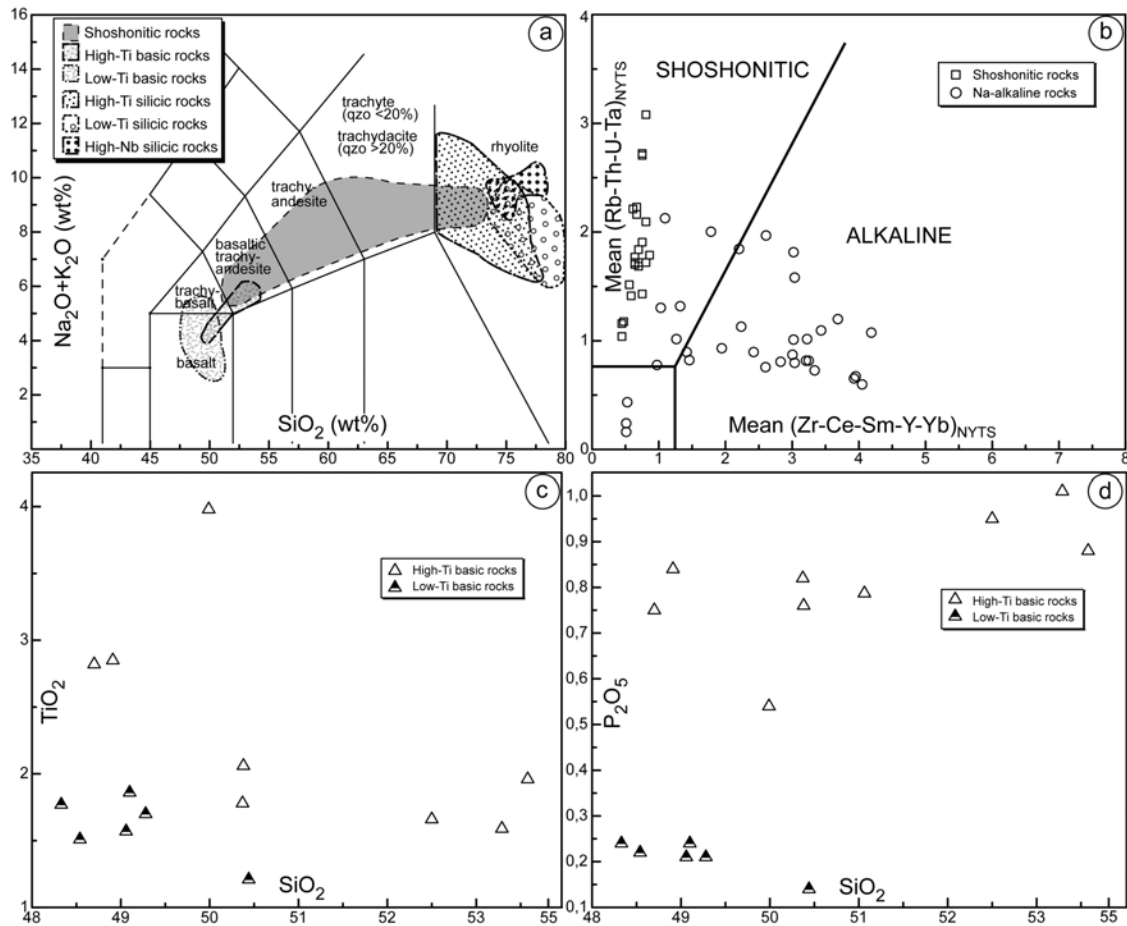 a
Shoshonitic rocks
High-Ti basic rocks
Low-Ti basic rocks
High-Ti silicic rocks
Low-Ti silicic rocks
High-Nb silicic rocks
Na₂O+K₂O (wt%)
16
14
12
10
8
6
4
2
trachyte
(qzo <20%)
trachydacite
(qzo >20%)
rhyolite
trachy-
andesite
basaltic
trachy-
andesite
trachy-
basalt
basalt
SiO₂ (wt%)
35
40
45
50
55
60
65
70
75
80
b
SHOSHONITIC
Shoshonitic rocks
Na-alkaline rocks
ALKALINE
Mean (Rb-Th-U-Ta)NYTS
4
3
2
1
0
Mean (Zr-Ce-Sm-Y-Yb)NYTS
0
1
2
3
4
5
6
7
8
c
High-Ti basic rocks
Low-Ti basic rocks
TiO₂
4
3
2
1
SiO₂
48
49
50
51
52
53
55
d
High-Ti basic rocks
Low-Ti basic rocks
P₂O₅
1,0
0,9
0,8
0,7
0,6
0,5
0,4
0,3
0,2
0,1
SiO₂
48
49
50
51
52
53
55